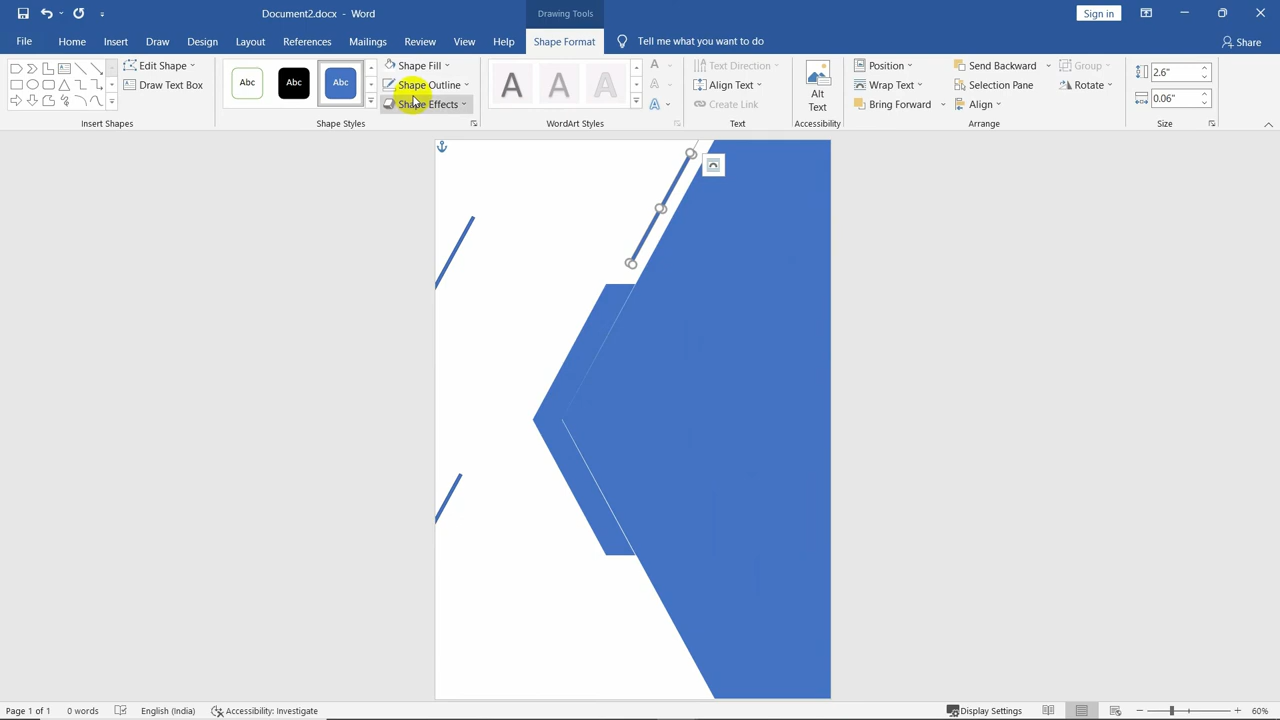 Document2.docx - Word
Drawing Tools
Sign in
File
Home
Insert
Draw
Design
Layout
References
Mailings
Review
View
Help
Shape Format
Tell me what you want to do
Share
Edit Shape
Draw Text Box
Insert Shapes
Abc
Abc
Abc
Shape Fill
Shape Outline
Shape Effects
Shape Styles
A
A
A
A
A
A
WordArt Styles
Text Direction
Align Text
Create Link
Text
Alt
Text
Accessibility
Position
Wrap Text
Bring Forward
Send Backward
Selection Pane
Align
Group
Rotate
Arrange
2.6"
0.06"
Size
Page 1 of 1
0 words
English (India)
Accessibility: Investigate
Display Settings
60%